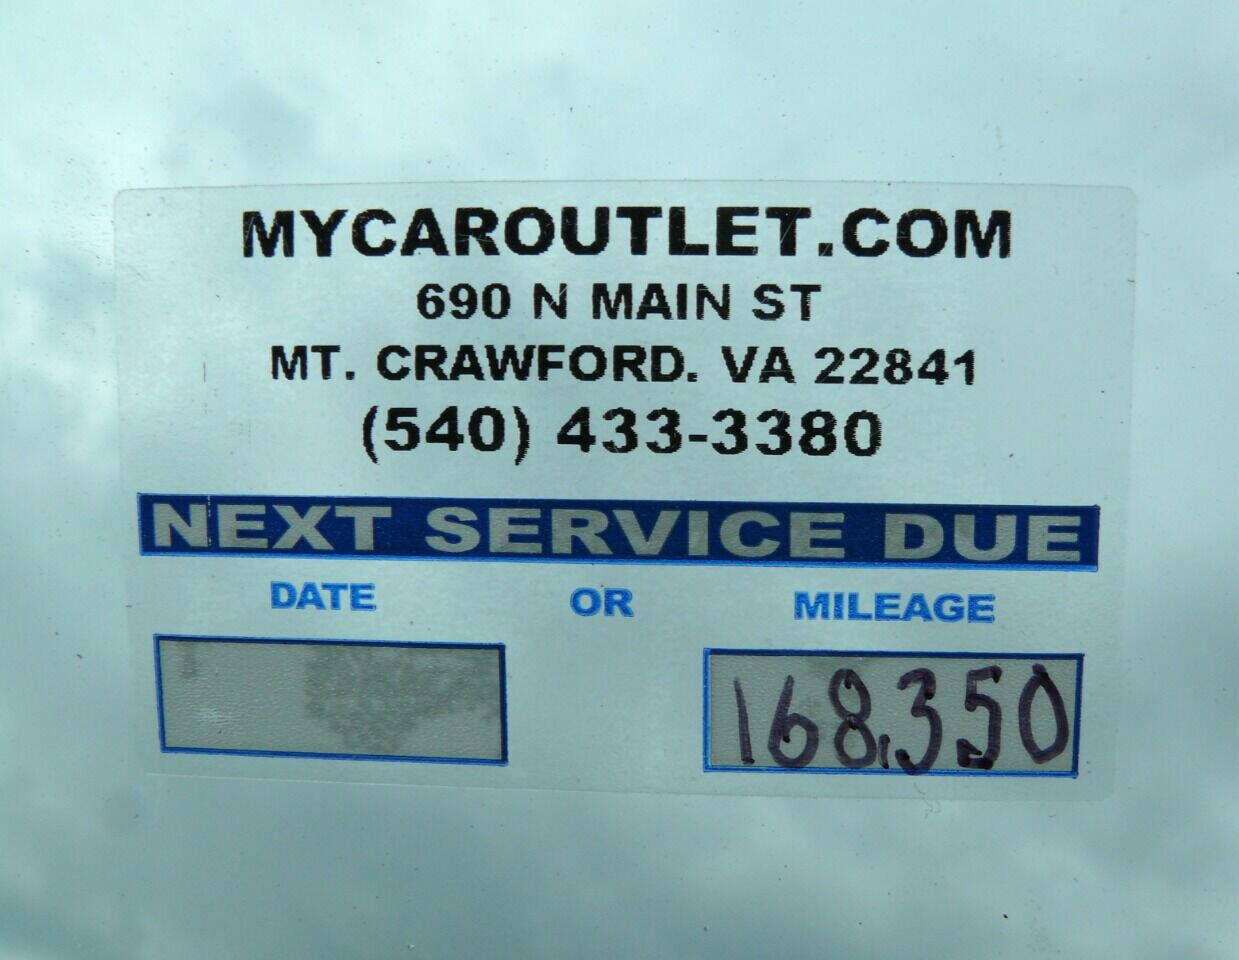 MYCAROUTLET.COM
690 N MAIN ST
MT. CRAWFORD. VA 22841
(540) 433-3380
NEXT SERVICE DUE
DATE OR MILEAGE
168,350